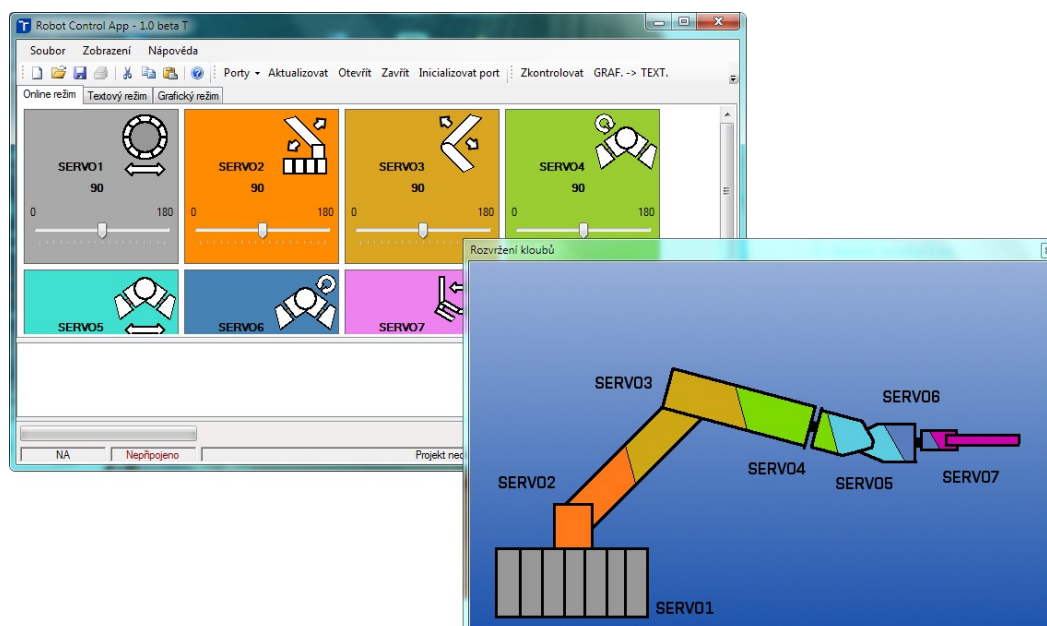 Robot Control App - 1.0 beta T
Soubor Zobrazení Nápověda
Porty Aktualizovat Otevřít Zavřít Inicializovat port Zkontrolovat GRAF. -> TEXT.
Online režim Textový režim Grafický režim
SERVO1 SERVO2 SERVO3 SERVO4
90 90 90 90
0 180 0 180 0 180 0 180
SERVO5 SERVO6 SERVO7
NA Nepřipojeno
Rozvržení kloubů
SERVO3
SERVO6
SERVO4
SERVO5
SERVO7
SERVO2
SERVO1